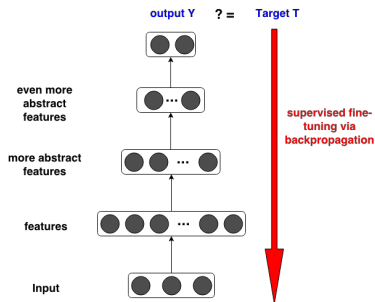 output Y ? = Target T
even more
abstract
features
supervised fine-
tuning via
backpropagation
more abstract
features
features
Input